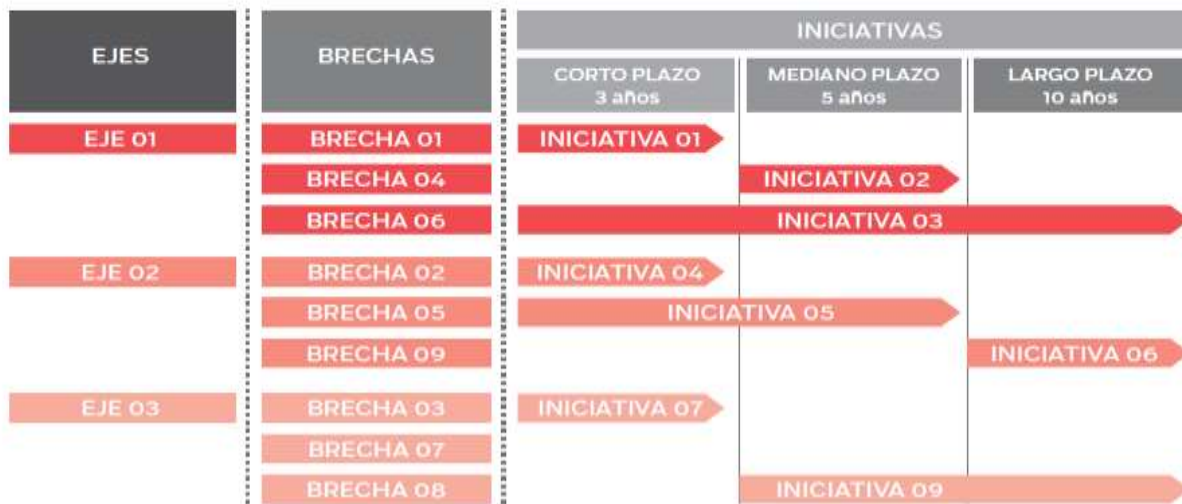 EJES
BRECHAS
INICIATIVAS
CORTO PLAZO
3 años
MEDIANO PLAZO
5 años
LARGO PLAZO
10 años
EJE 01
BRECHA 01
INICIATIVA 01
BRECHA 04
INICIATIVA 02
BRECHA 06
INICIATIVA 03
EJE 02
BRECHA 02
INICIATIVA 04
BRECHA 05
INICIATIVA 05
BRECHA 09
INICIATIVA 06
EJE 03
BRECHA 03
INICIATIVA 07
BRECHA 07
BRECHA 08
INICIATIVA 09